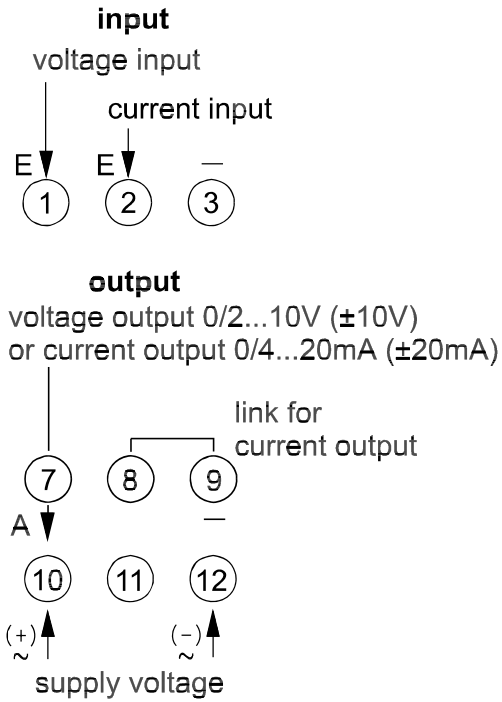 input
voltage input
current input
E E —
1 2 3
output
voltage output 0/2...10V (±10V)
or current output 0/4...20mA (±20mA)
link for
current output
7 8 9
A —
10 11 12
(+) (-)
~ ~
supply voltage